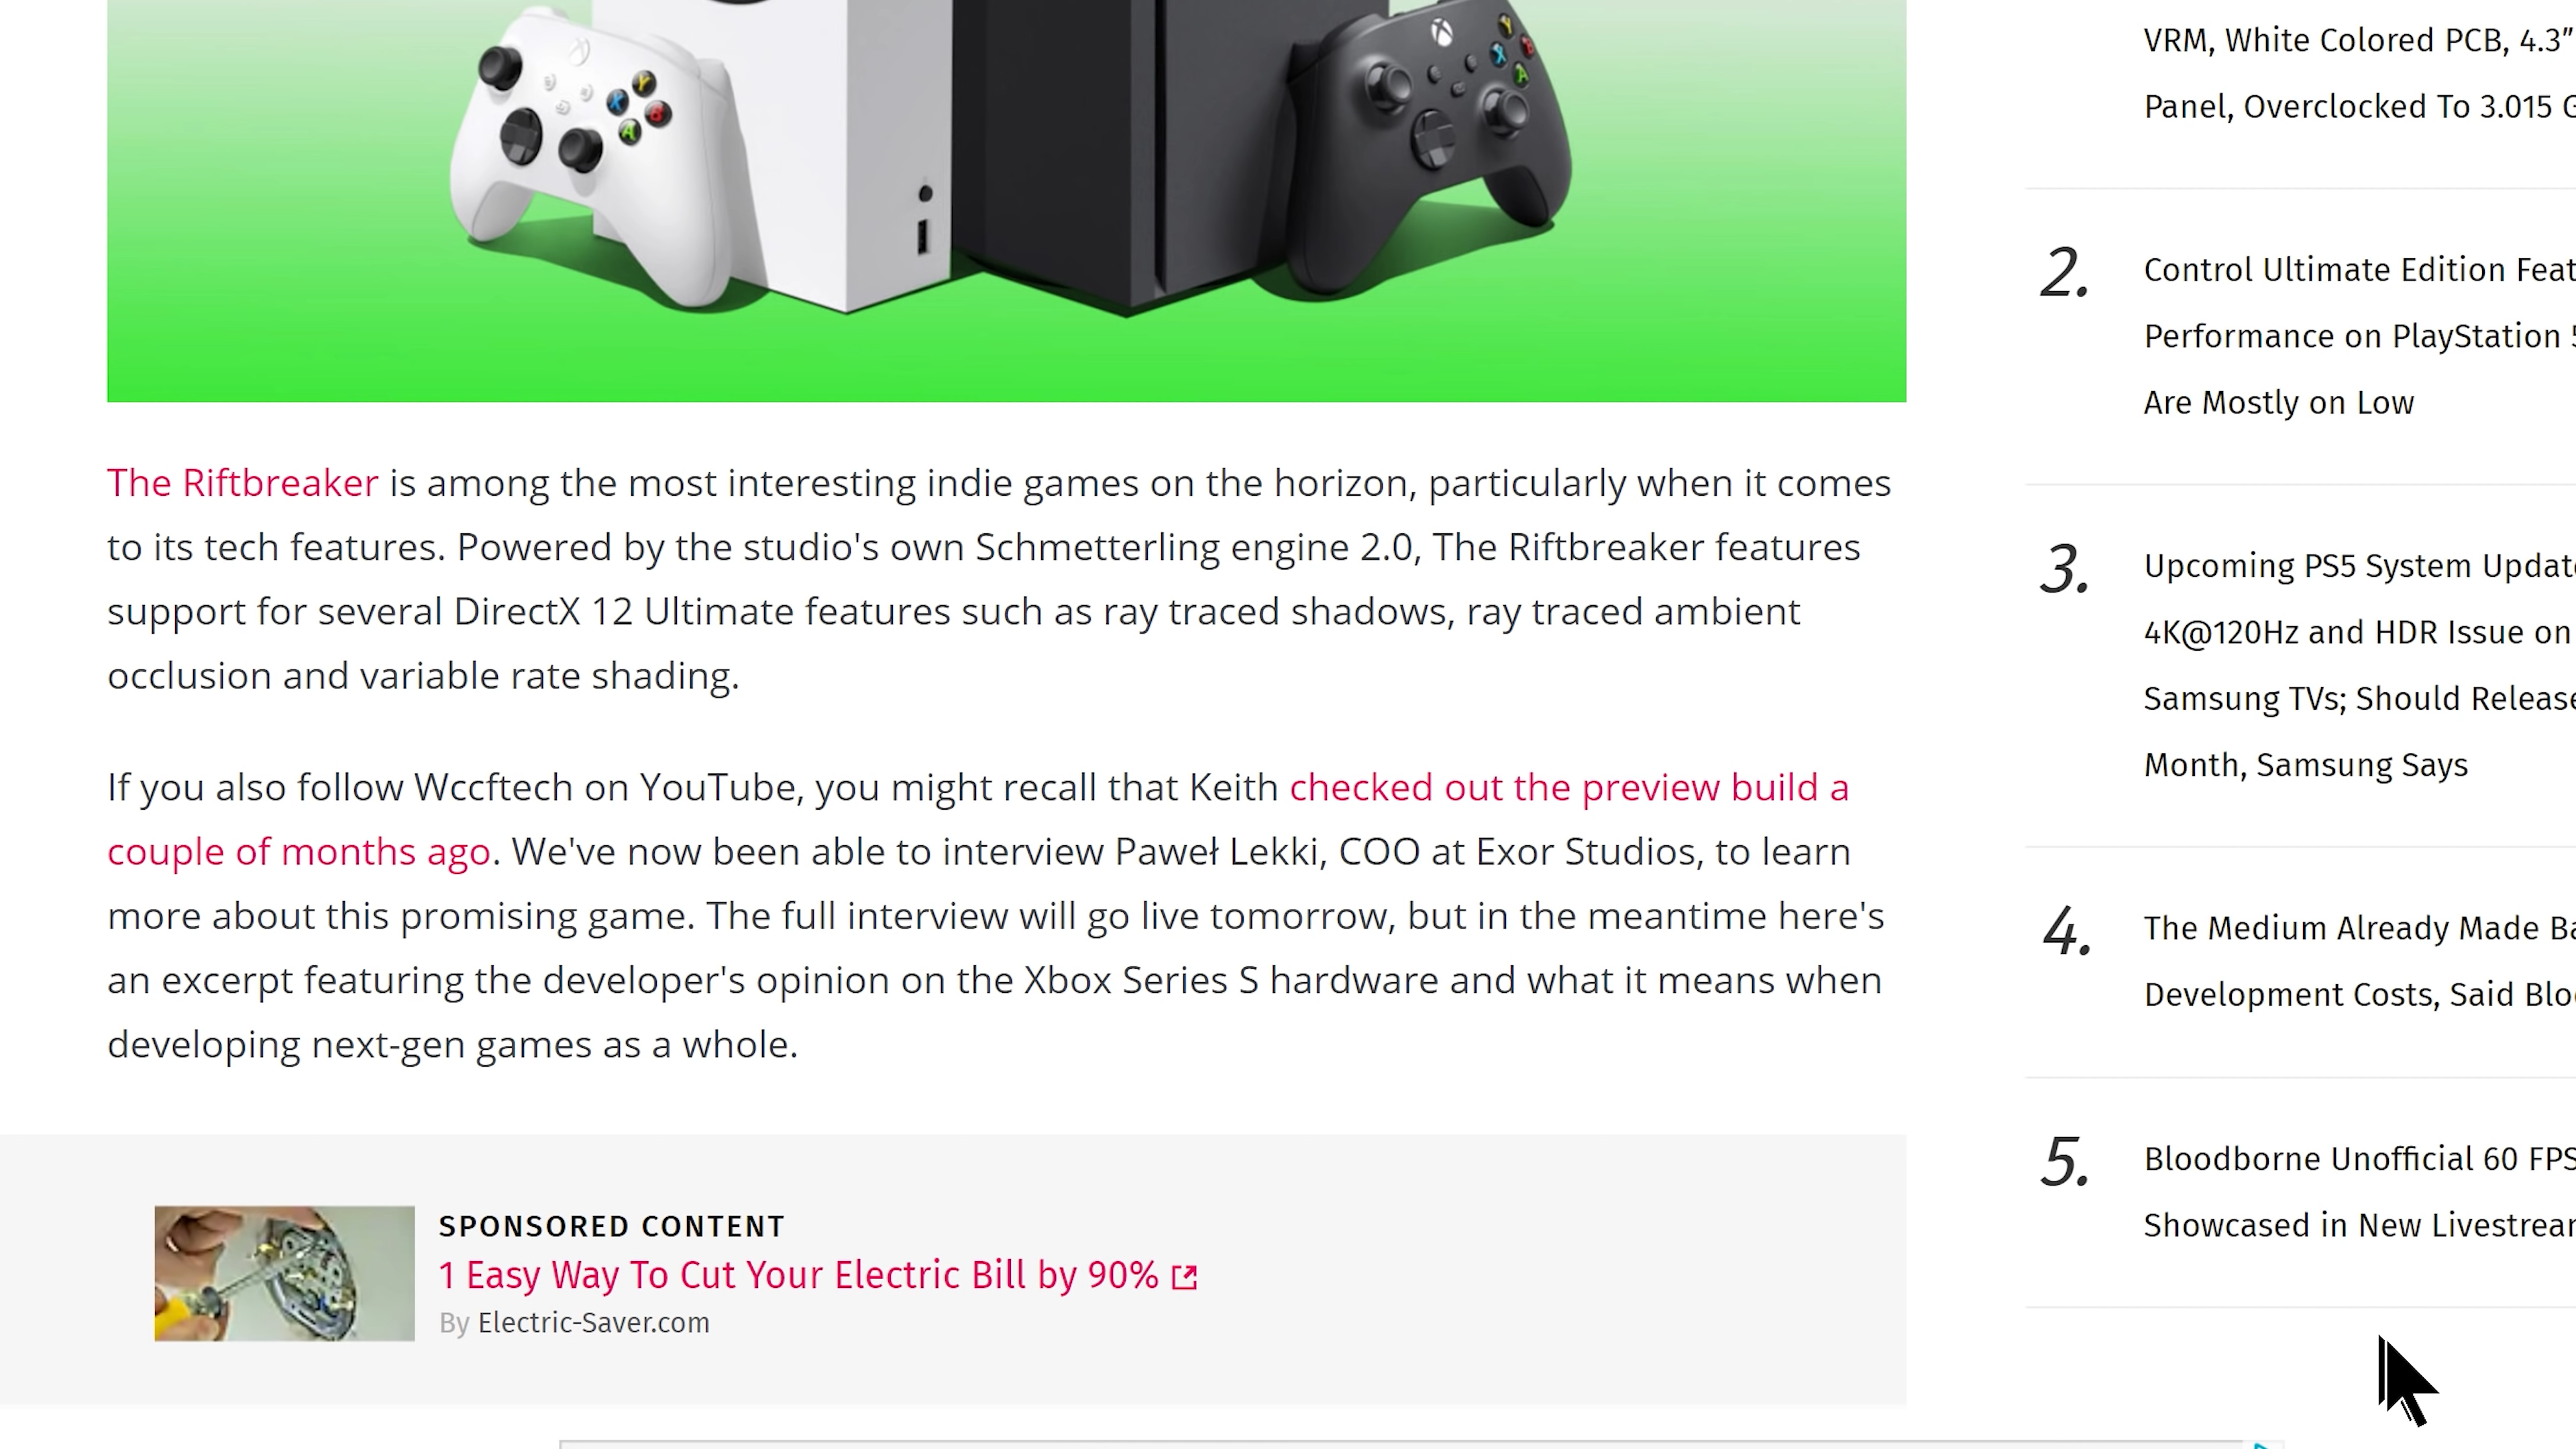 The Riftbreaker is among the most interesting indie games on the horizon, particularly when it comes
to its tech features. Powered by the studio's own Schmetterling engine 2.0, The Riftbreaker features
support for several DirectX 12 Ultimate features such as ray traced shadows, ray traced ambient
occlusion and variable rate shading.
If you also follow Wccftech on YouTube, you might recall that Keith checked out the preview build a
couple of months ago. We've now been able to interview Paweł Lekki, COO at Exor Studios, to learn
more about this promising game. The full interview will go live tomorrow, but in the meantime here's
an excerpt featuring the developer's opinion on the Xbox Series S hardware and what it means when
developing next-gen games as a whole.
SPONSORED CONTENT
1 Easy Way To Cut Your Electric Bill by 90%
By Electric-Saver.com
VRM, White Colored PCB, 4.3"
Panel, Overclocked To 3.015
2.
Control Ultimate Edition
Performance on PlayStation
Are Mostly on Low
3.
Upcoming PS5 System
4K@120Hz and HDR Issue on
Samsung TVs; Should
Month, Samsung Says
4.
The Medium Already Made
Development Costs, Said
5.
Bloodborne Unofficial 60
Showcased in New
Y
X
B
A
Y
X
B
A